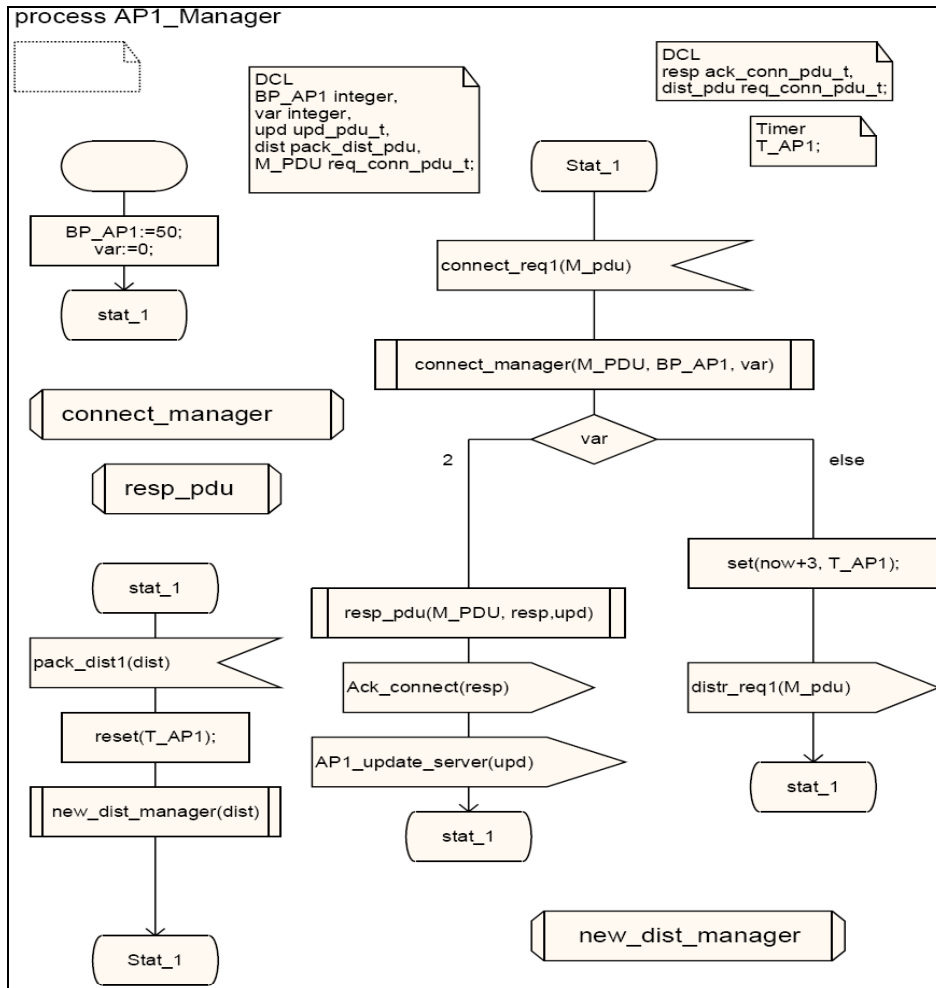 process AP1_Manager
DCL
BP_AP1 integer,
var integer,
upd upd_pdu_t,
dist pack_dist_pdu,
M_PDU req_conn_pdu_t;
DCL
resp ack_conn_pdu_t,
dist_pdu req_conn_pdu_t;
Timer
T_AP1;
BP_AP1:=50;
var:=0;
stat_1
connect_manager
resp_pdu
stat_1
pack_dist1(dist)
reset(T_AP1);
new_dist_manager(dist)
Stat_1
Stat_1
connect_req1(M_pdu)
connect_manager(M_PDU, BP_AP1, var)
var
2
else
resp_pdu(M_PDU, resp,upd)
Ack_connect(resp)
AP1_update_server(upd)
stat_1
set(now+3, T_AP1);
distr_req1(M_pdu)
stat_1
new_dist_manager